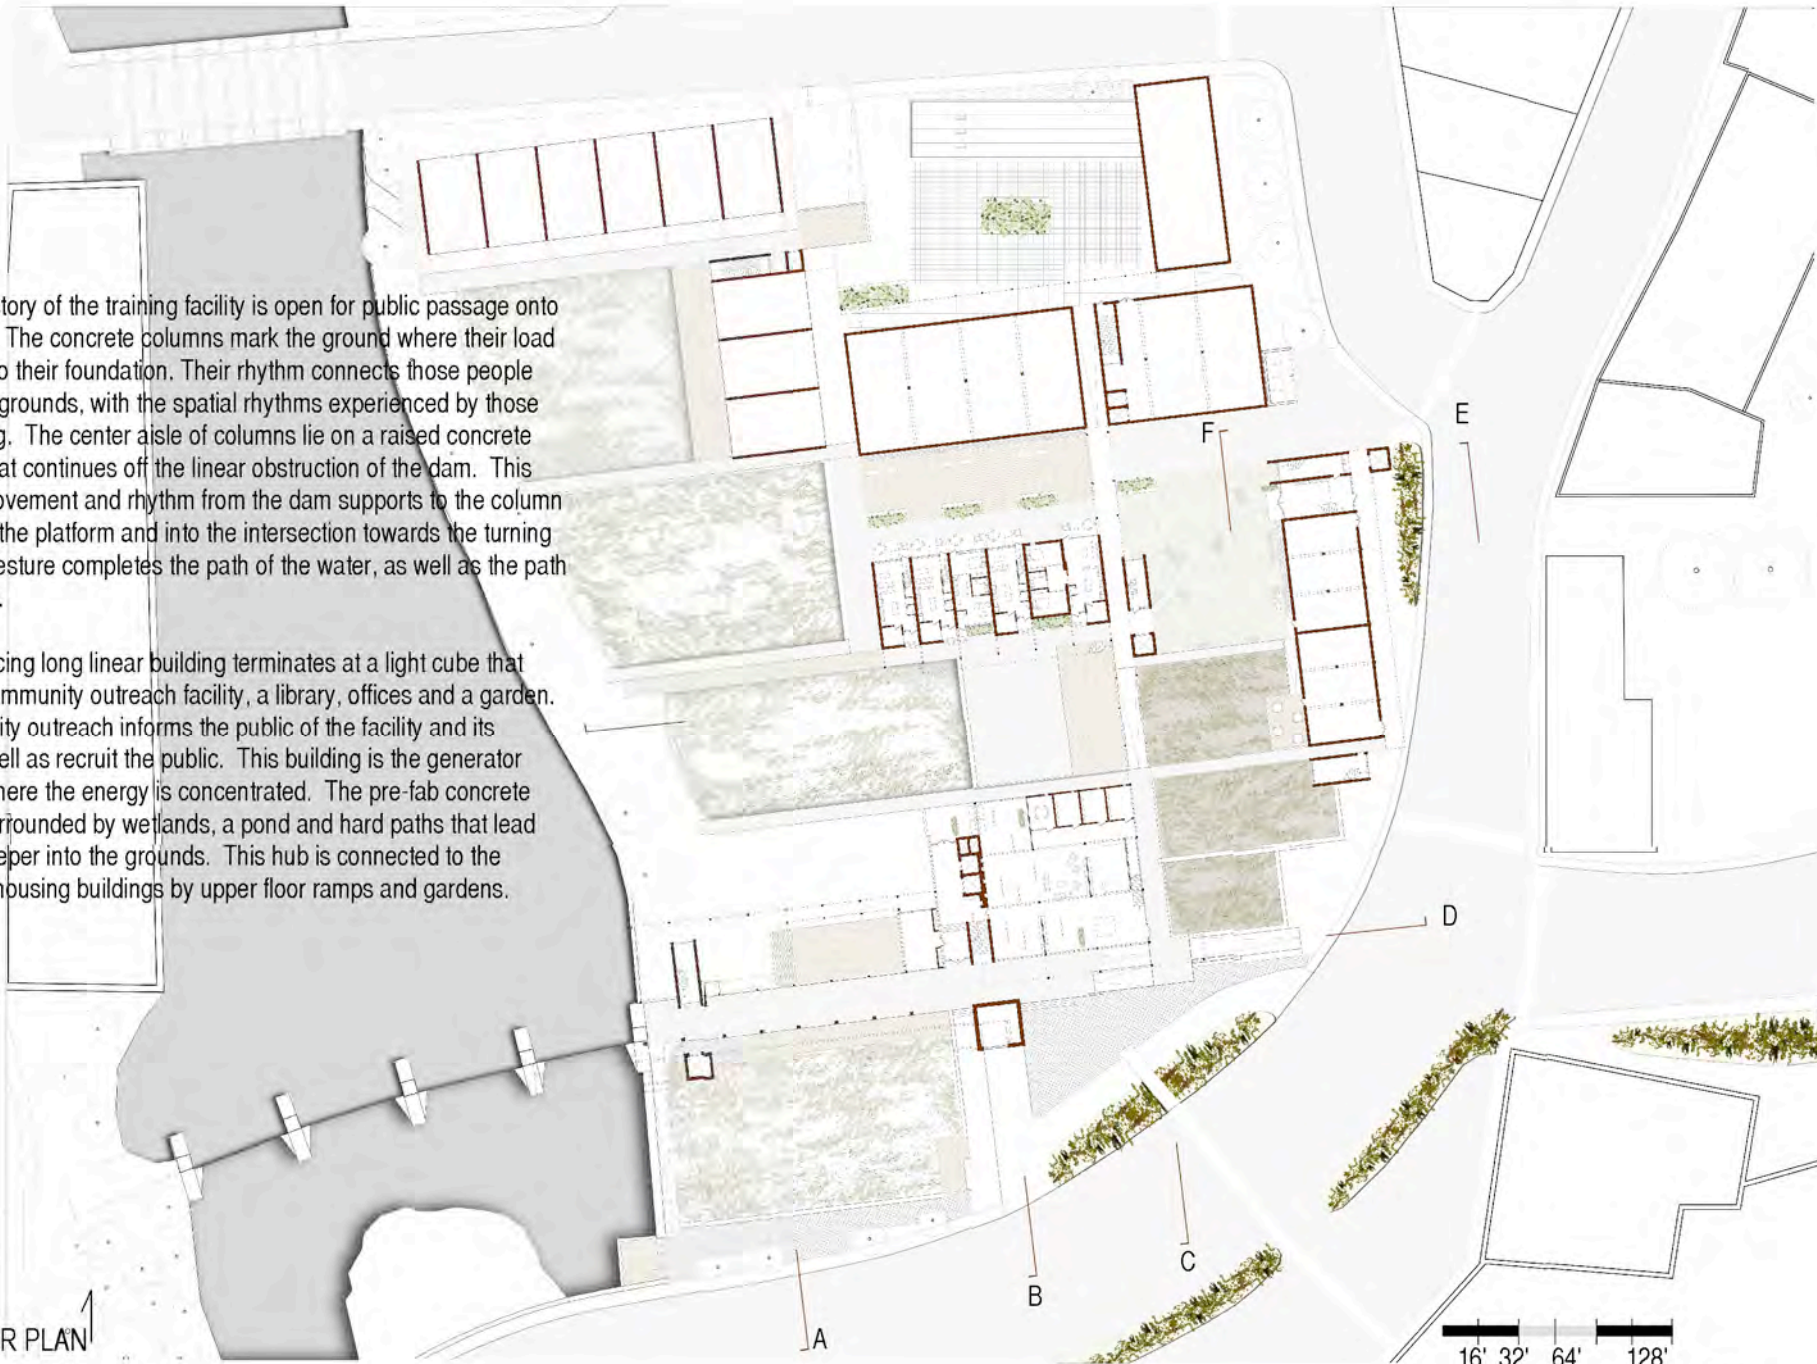 tory of the training facility is open for public passage onto
The concrete columns mark the ground where their load
o their foundation. Their rhythm connects those people
grounds, with the spatial rhythms experienced by those
g. The center aisle of columns lie on a raised concrete
at continues off the linear obstruction of the dam. This
ovement and rhythm from the dam supports to the column
the platform and into the intersection towards the turning
esture completes the path of the water, as well as the path
.
cing long linear building terminates at a light cube that
mmunity outreach facility, a library, offices and a garden.
ity outreach informs the public of the facility and its
ell as recruit the public. This building is the generator
here the energy is concentrated. The pre-fab concrete
rrounded by wetlands, a pond and hard paths that lead
eper into the grounds. This hub is connected to the
housing buildings by upper floor ramps and gardens.
E
F
D
C
B
A
R PLAN
16' 32' 64' 128'